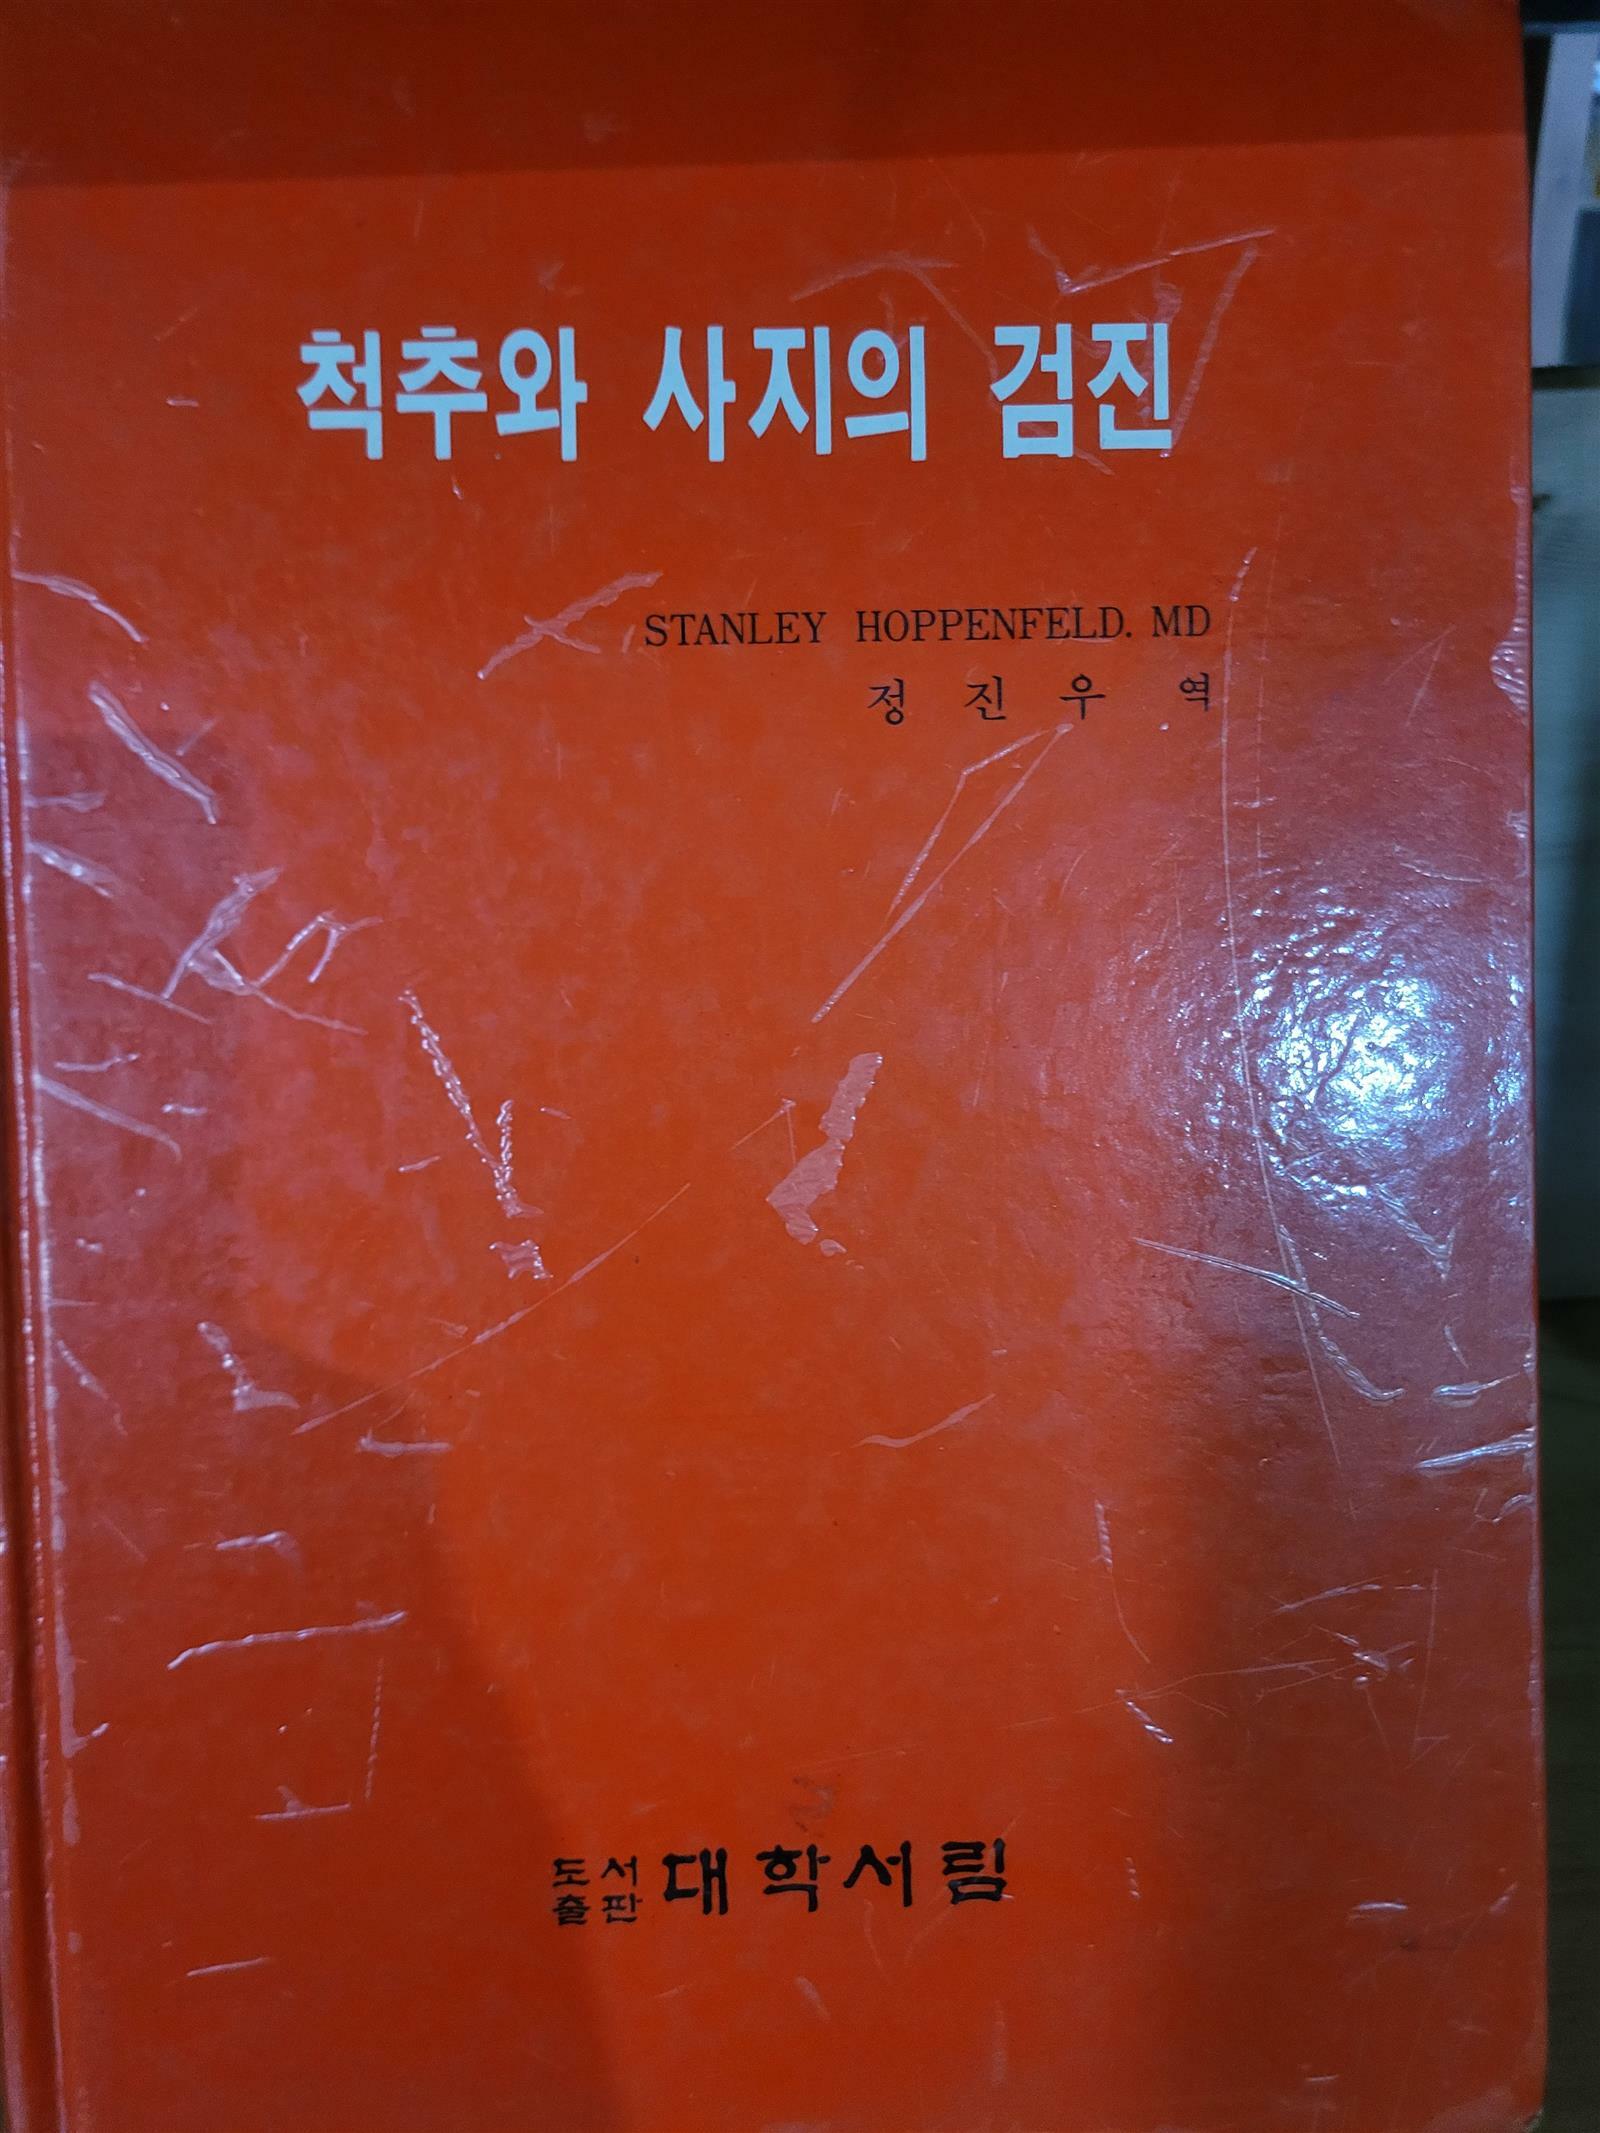 척추와 사지의 검진
STANLEY HOPPENFELD. MD
정 진 우 역
도서
출판 대학서림